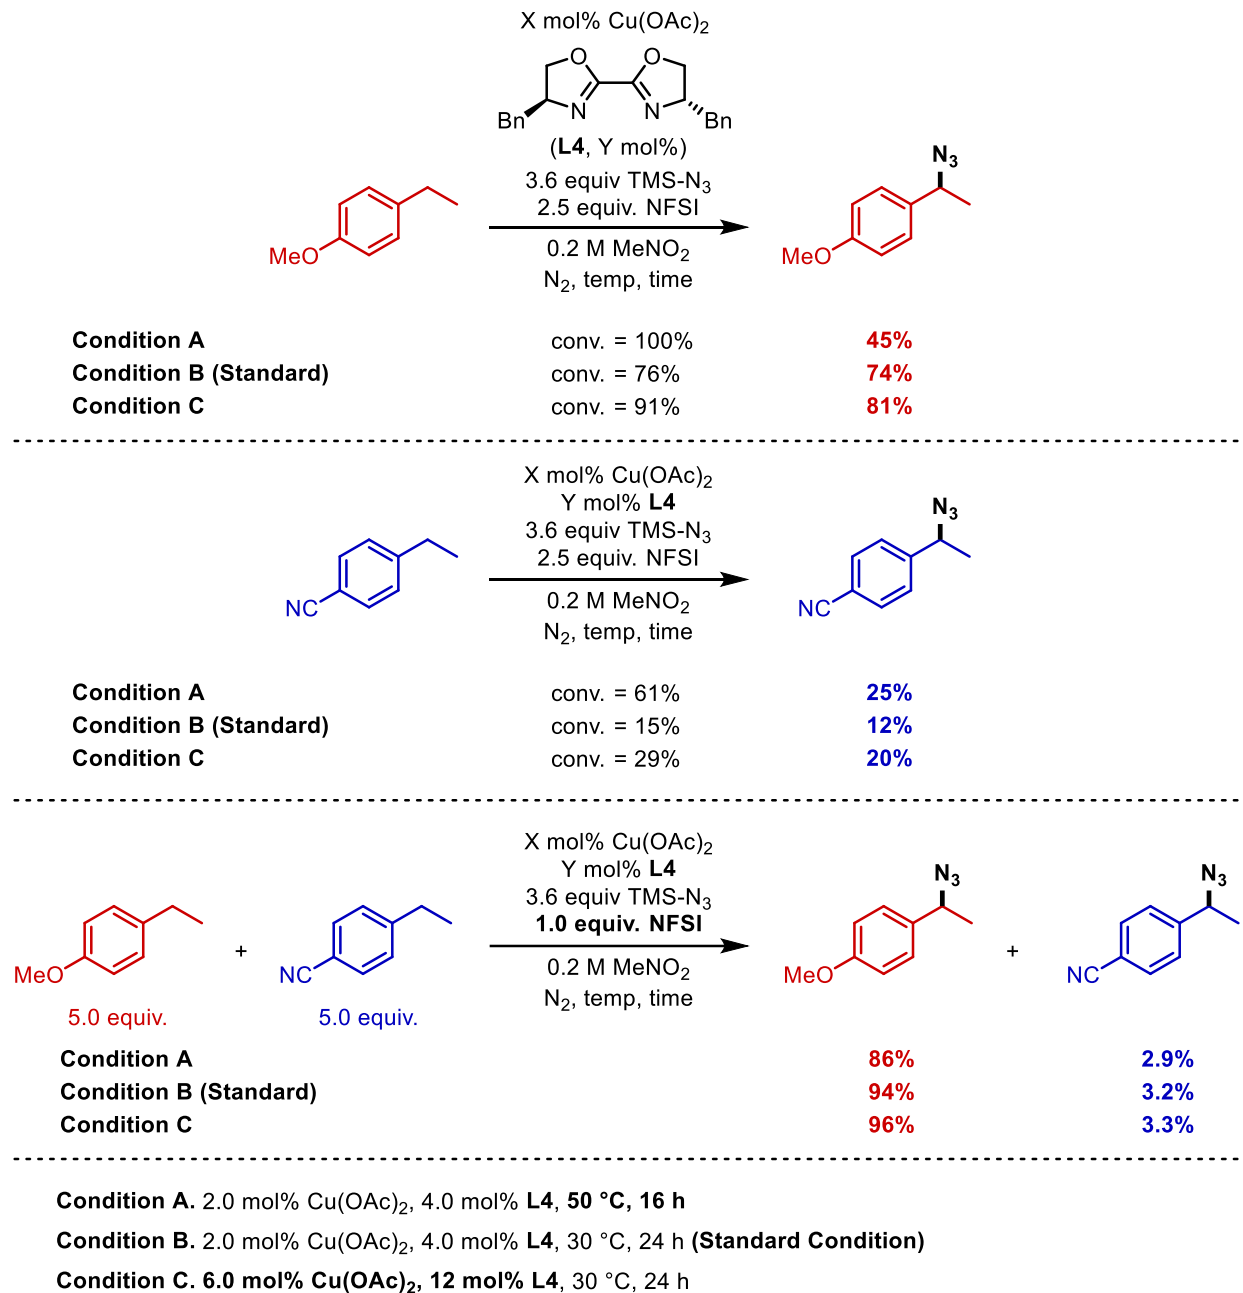 X mol% Cu(OAc)2
O O
N N
Bn Bn
(L4, Y mol%)
3.6 equiv TMS-N3
2.5 equiv. NFSI
0.2 M MeNO2
N2, temp, time
MeO
N3
MeO
Condition A conv. = 100% 45%
Condition B (Standard) conv. = 76% 74%
Condition C conv. = 91% 81%
X mol% Cu(OAc)2
Y mol% L4
3.6 equiv TMS-N3
2.5 equiv. NFSI
0.2 M MeNO2
N2, temp, time
NC
N3
NC
Condition A conv. = 61% 25%
Condition B (Standard) conv. = 15% 12%
Condition C conv. = 29% 20%
X mol% Cu(OAc)2
Y mol% L4
3.6 equiv TMS-N3
1.0 equiv. NFSI
0.2 M MeNO2
N2, temp, time
MeO + NC
5.0 equiv. 5.0 equiv.
N3 N3
MeO + NC
Condition A 86% 2.9%
Condition B (Standard) 94% 3.2%
Condition C 96% 3.3%
Condition A. 2.0 mol% Cu(OAc)2, 4.0 mol% L4, 50 °C, 16 h
Condition B. 2.0 mol% Cu(OAc)2, 4.0 mol% L4, 30 °C, 24 h (Standard Condition)
Condition C. 6.0 mol% Cu(OAc)2, 12 mol% L4, 30 °C, 24 h